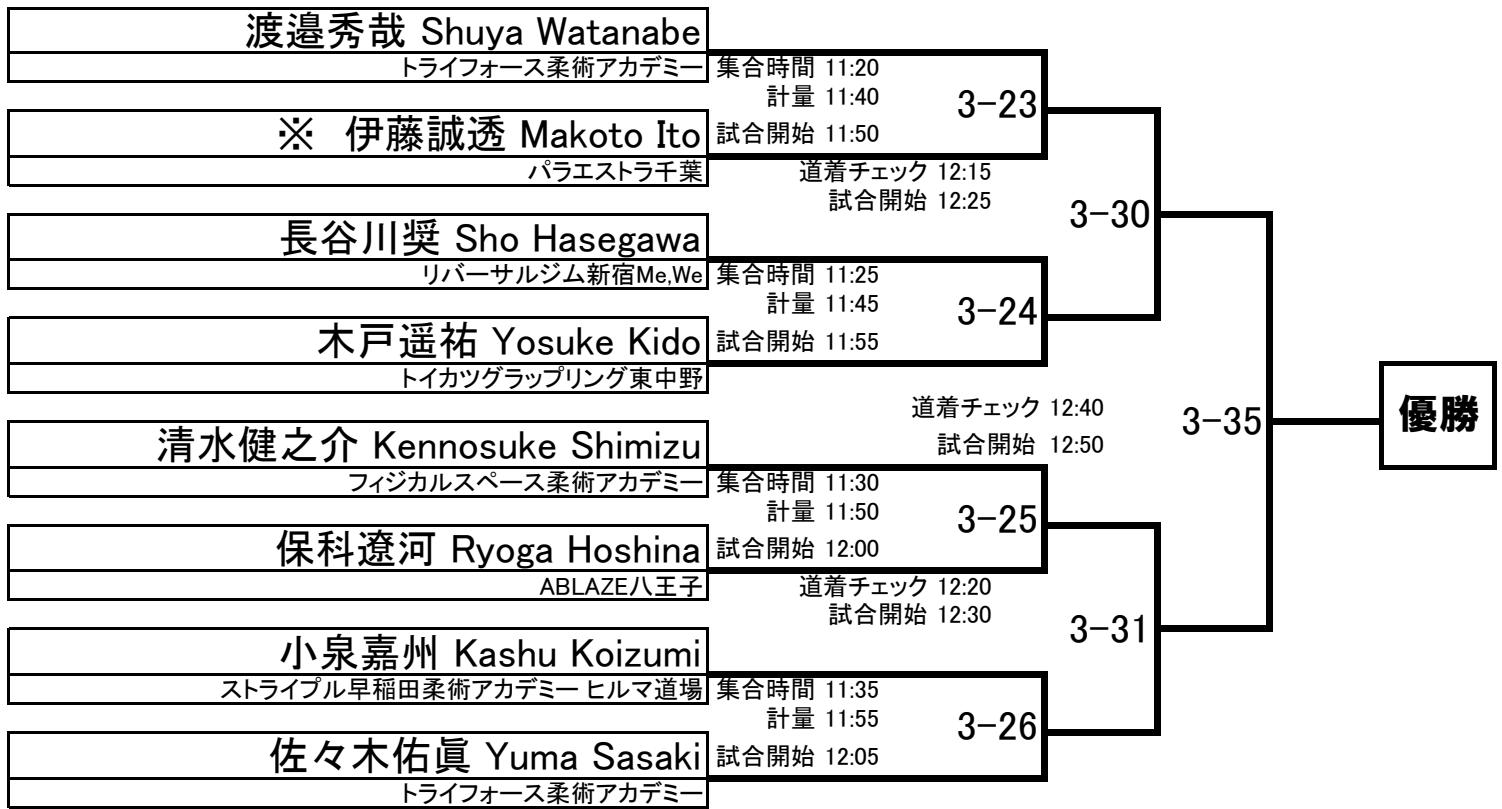 渡邉秀哉 Shuya Watanabe
トライフォース柔術アカデミー
集合時間 11:20
計量 11:40
3-23
※ 伊藤誠透 Makoto Ito
試合開始 11:50
パラエストラ千葉
道着チェック 12:15
試合開始 12:25
3-30
長谷川奨 Sho Hasegawa
リバーサルジム新宿Me,We
集合時間 11:25
計量 11:45
3-24
木戸遥祐 Yosuke Kido
試合開始 11:55
トイカツグラップリング東中野
道着チェック 12:40
試合開始 12:50
3-35
優勝
清水健之介 Kennosuke Shimizu
フィジカルスペース柔術アカデミー
集合時間 11:30
計量 11:50
3-25
保科遼河 Ryoga Hoshina
試合開始 12:00
ABLAZE八王子
道着チェック 12:20
試合開始 12:30
3-31
小泉嘉州 Kashu Koizumi
ストライプル早稲田柔術アカデミー ヒルマ道場
集合時間 11:35
計量 11:55
3-26
佐々木佑眞 Yuma Sasaki
試合開始 12:05
トライフォース柔術アカデミー